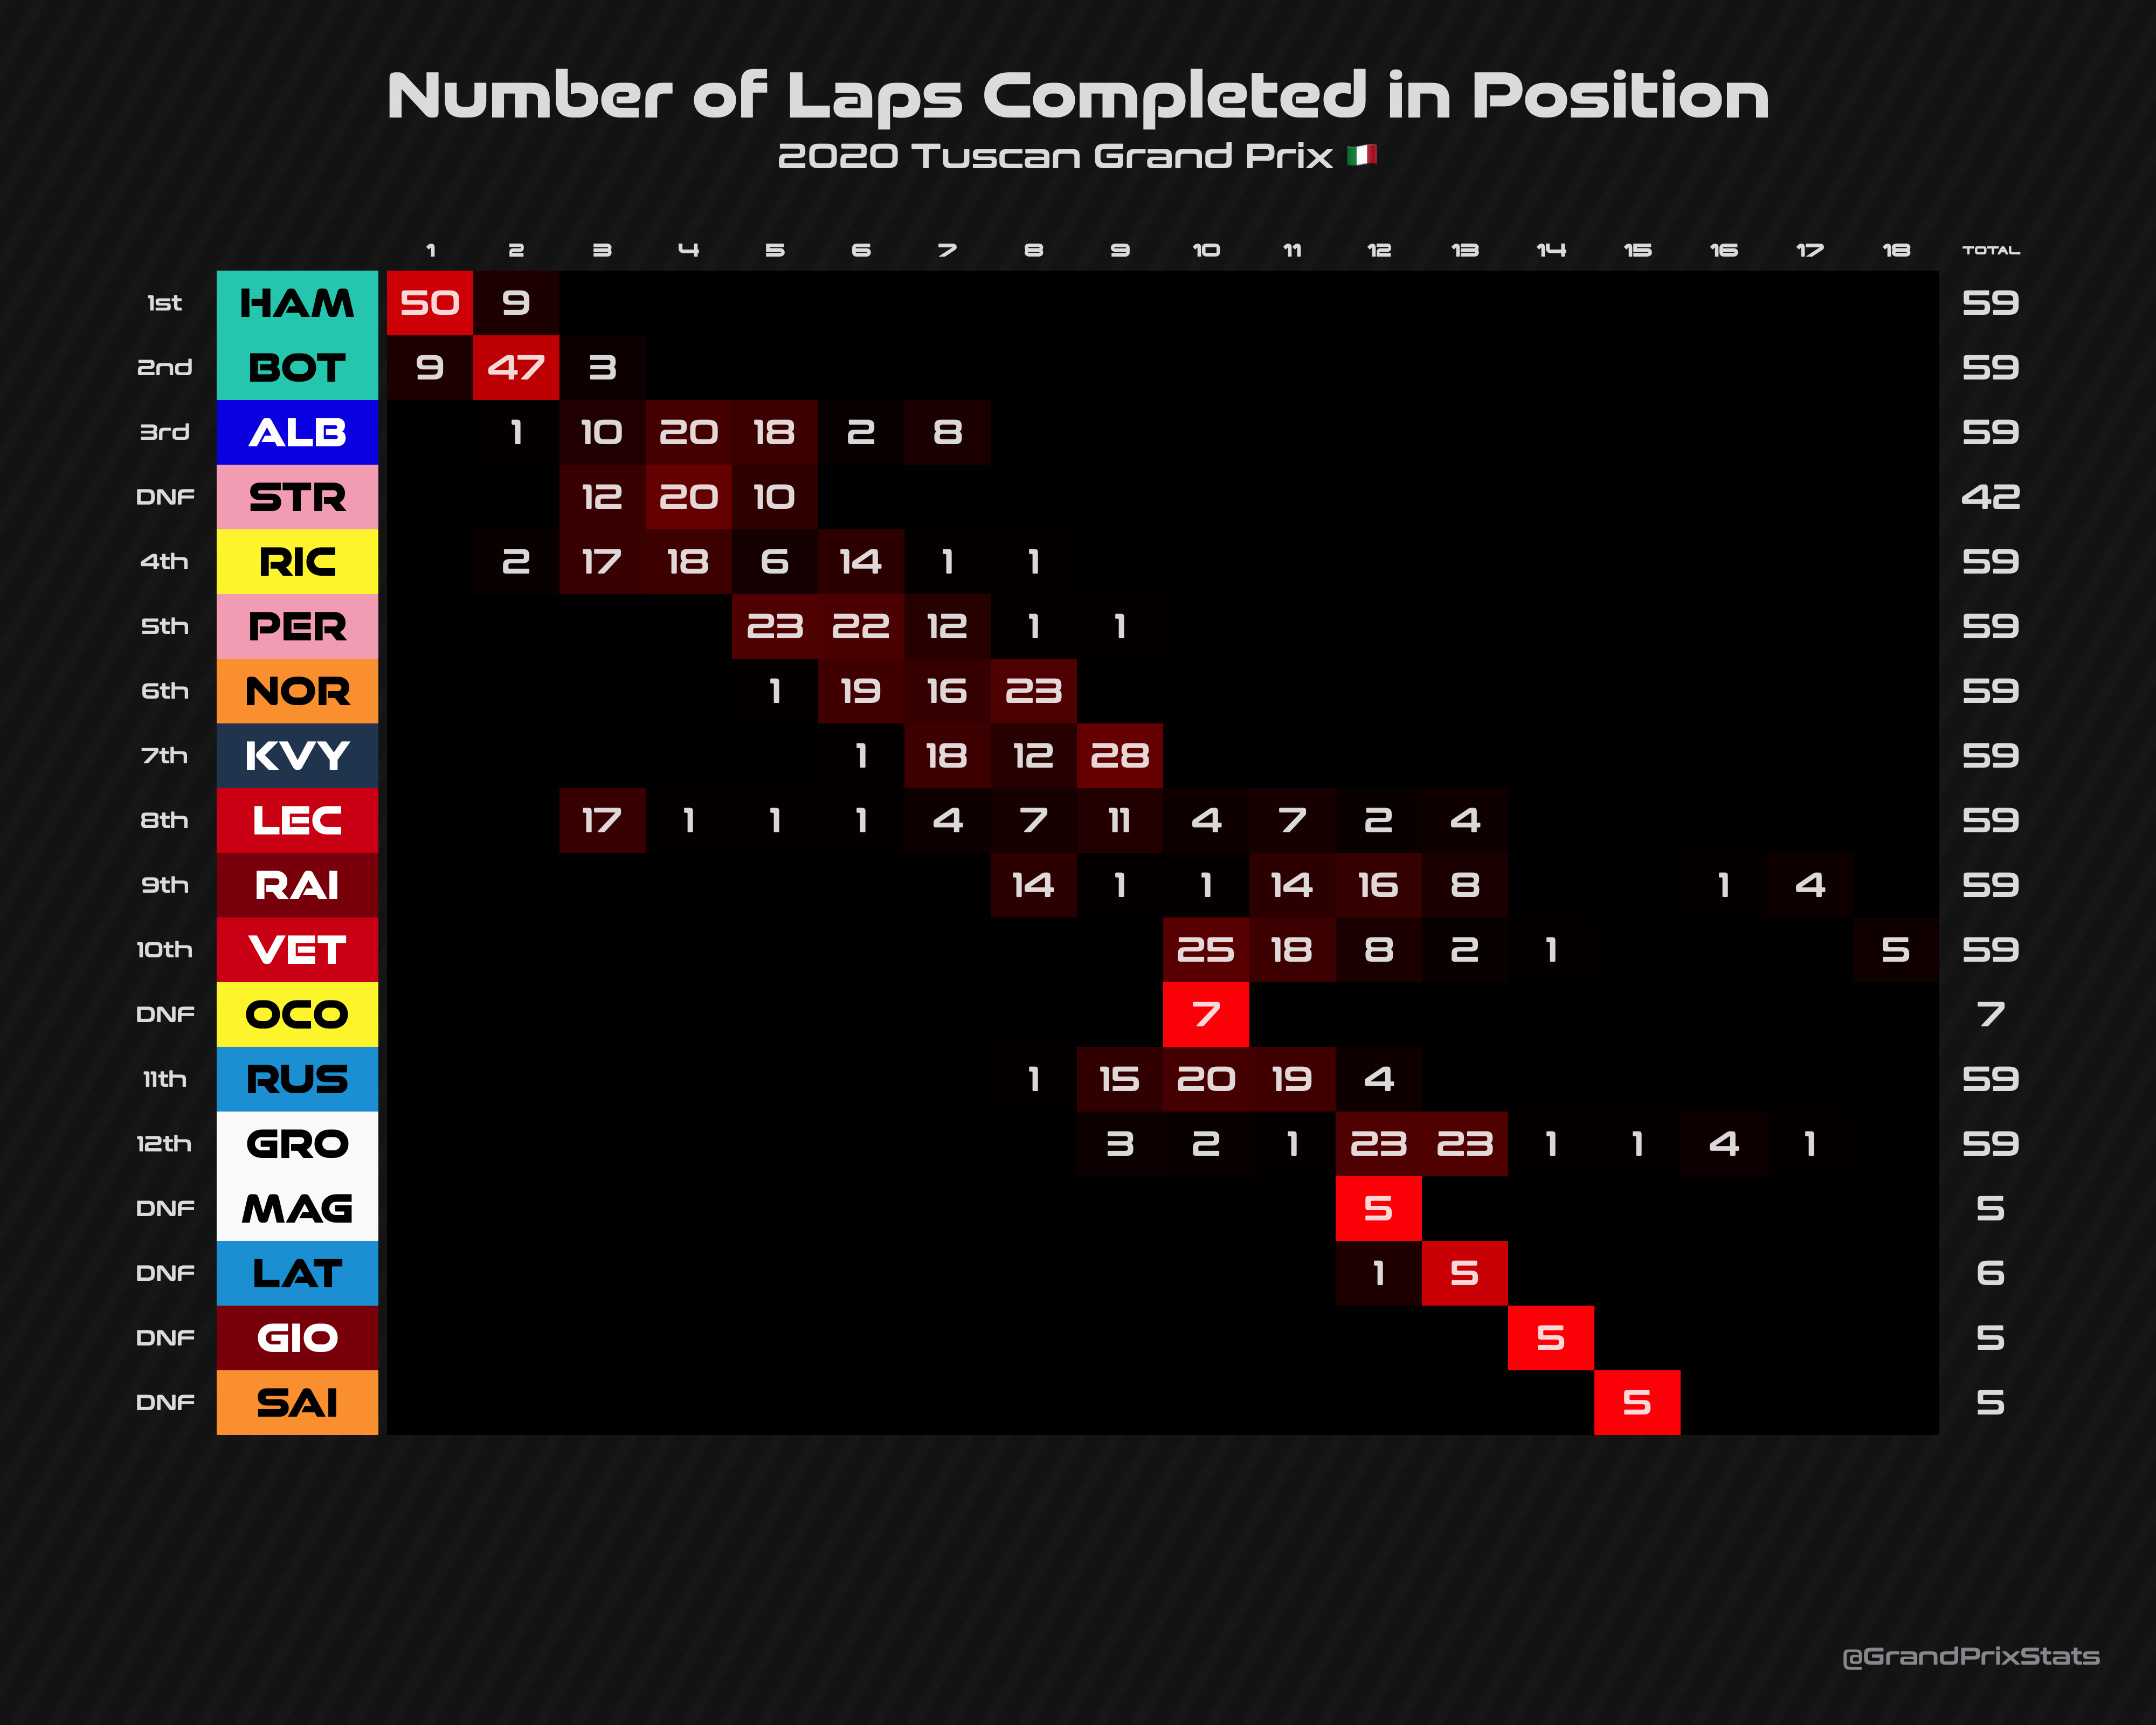 Number of Laps Completed in Position
2020 Tuscan Grand Prix 🇮🇹
1 2 3 4 5 6 7 8 9 10 11 12 13 14 15 16 17 18 TOTAL
1st HAM 50 9 59
2nd BOT 9 47 3 59
3rd ALB 1 10 20 18 2 8 59
DNF STR 12 20 10 42
4th RIC 2 17 18 6 14 1 1 59
5th PER 23 22 12 1 1 59
6th NOR 1 19 16 23 59
7th KVY 1 18 12 28 59
8th LEC 17 1 1 1 4 7 11 4 7 2 4 59
9th RAI 14 1 1 14 16 8 1 4 59
10th VET 25 18 8 2 1 5 59
DNF OCO 7 7
11th RUS 1 15 20 19 4 59
12th GRO 3 2 1 23 23 1 1 4 1 59
DNF MAG 5 5
DNF LAT 1 5 6
DNF GIO 5 5
DNF SAI 5 5
@GrandPrixStats